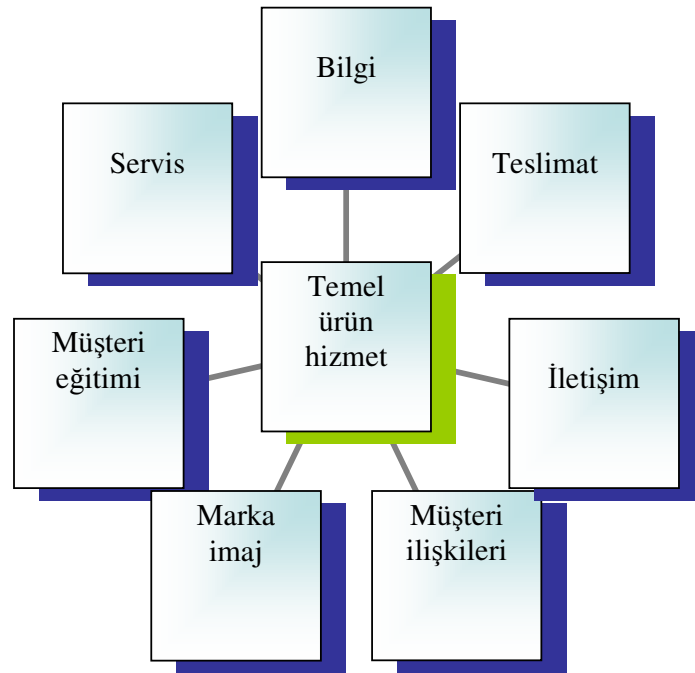 Bilgi
Servis
Teslimat
Temel
ürün
hizmet
Müşteri
eğitimi
İletişim
Marka
imaj
Müşteri
ilişkileri